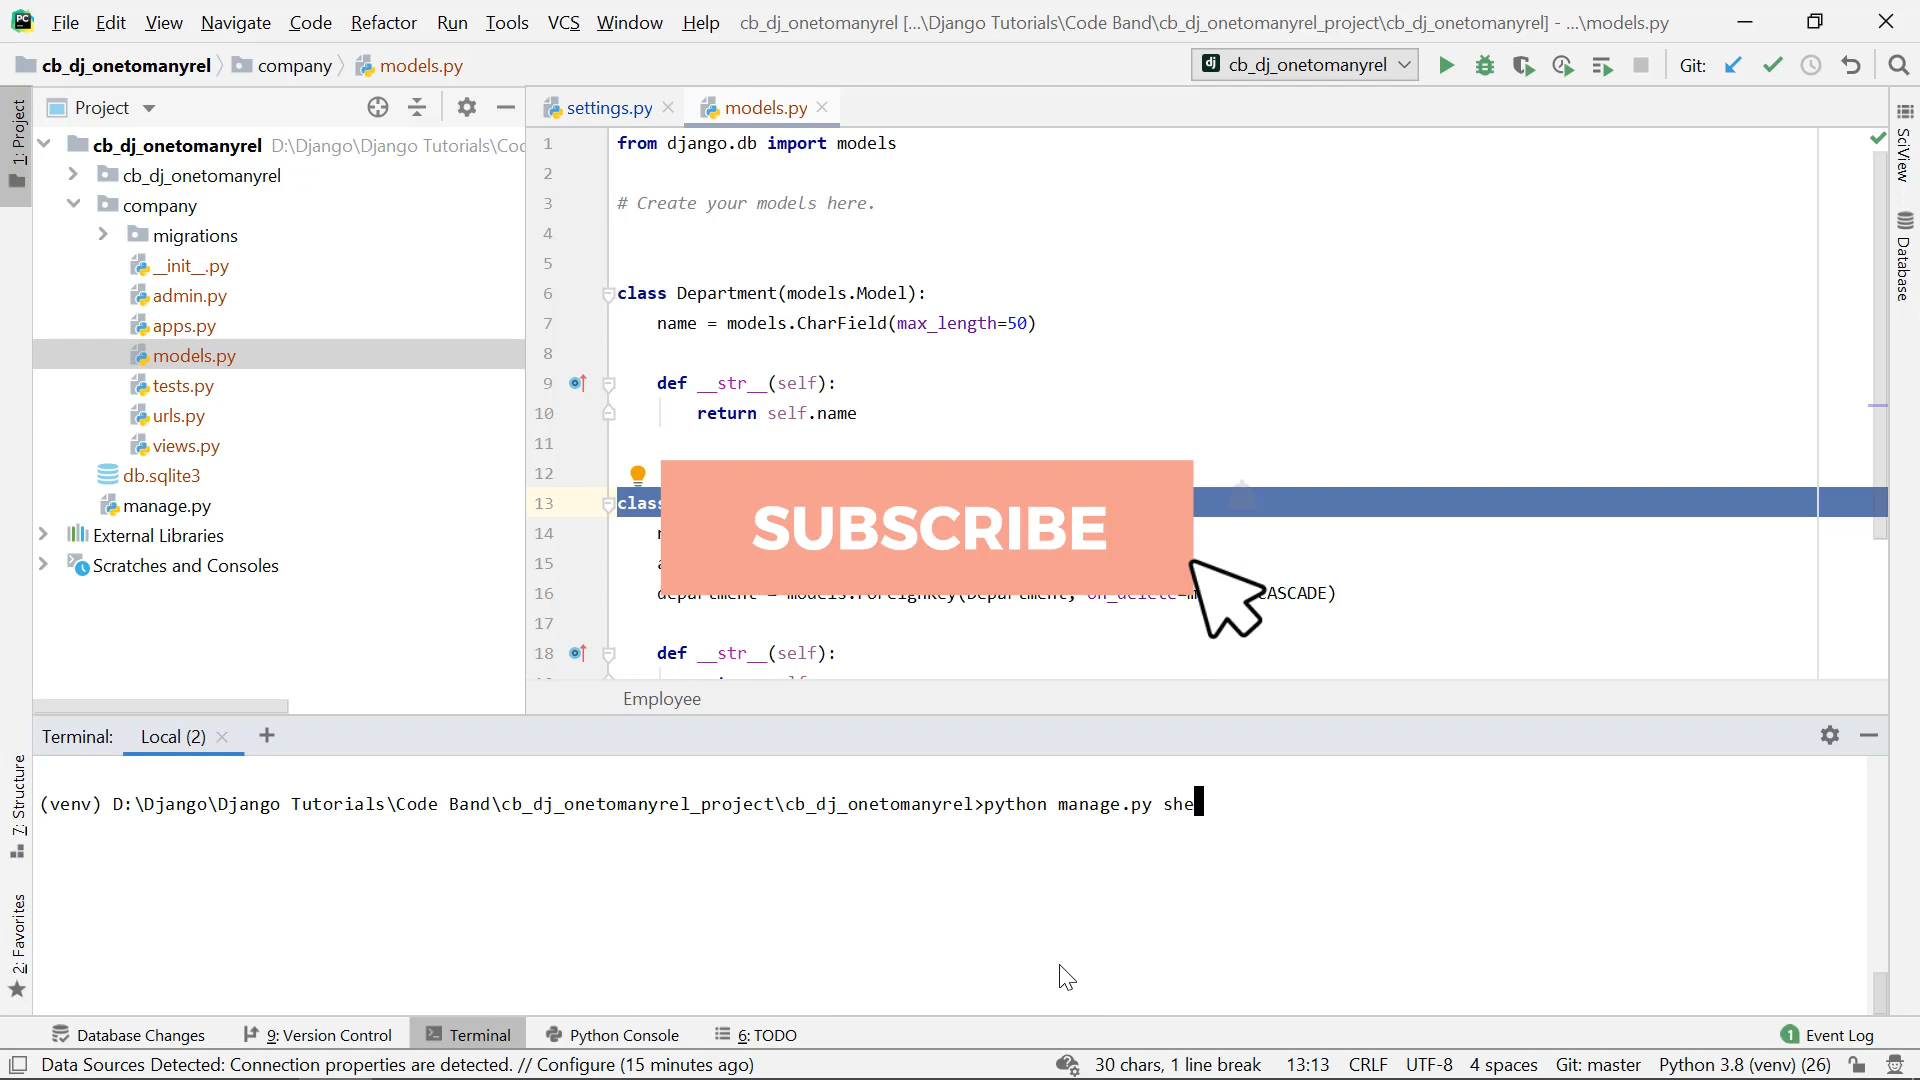 File Edit View Navigate Code Refactor Run Tools VCS Window Help cb_dj_onetomanyrel [...\Django Tutorials\Code Band\cb_dj_onetomanyrel_project\cb_dj_onetomanyrel] - ...\models.py
cb_dj_onetomanyrel company models.py cb_dj_onetomanyrel Git:
Project
settings.py models.py
1: Project
cb_dj_onetomanyrel D:\Django\Django Tutorials\Coc
cb_dj_onetomanyrel
company
migrations
__init__.py
admin.py
apps.py
models.py
tests.py
urls.py
views.py
db.sqlite3
manage.py
External Libraries
Scratches and Consoles
1 from django.db import models
2
3 # Create your models here.
4
5
6 class Department(models.Model):
7 name = models.CharField(max_length=50)
8
9 def __str__(self):
10 return self.name
11
12
13 clas
14
15
16 department = models.ForeignKey(Department, on_delete=m CASCADE)
17
18 def __str__(self):
SUBSCRIBE
Employee
SciView
Database
Terminal: Local (2)
(venv) D:\Django\Django Tutorials\Code Band\cb_dj_onetomanyrel_project\cb_dj_onetomanyrel>python manage.py she
7: Structure
2: Favorites
Database Changes 9: Version Control Terminal Python Console 6: TODO 1 Event Log
Data Sources Detected: Connection properties are detected. // Configure (15 minutes ago) 30 chars, 1 line break 13:13 CRLF UTF-8 4 spaces Git: master Python 3.8 (venv) (26)